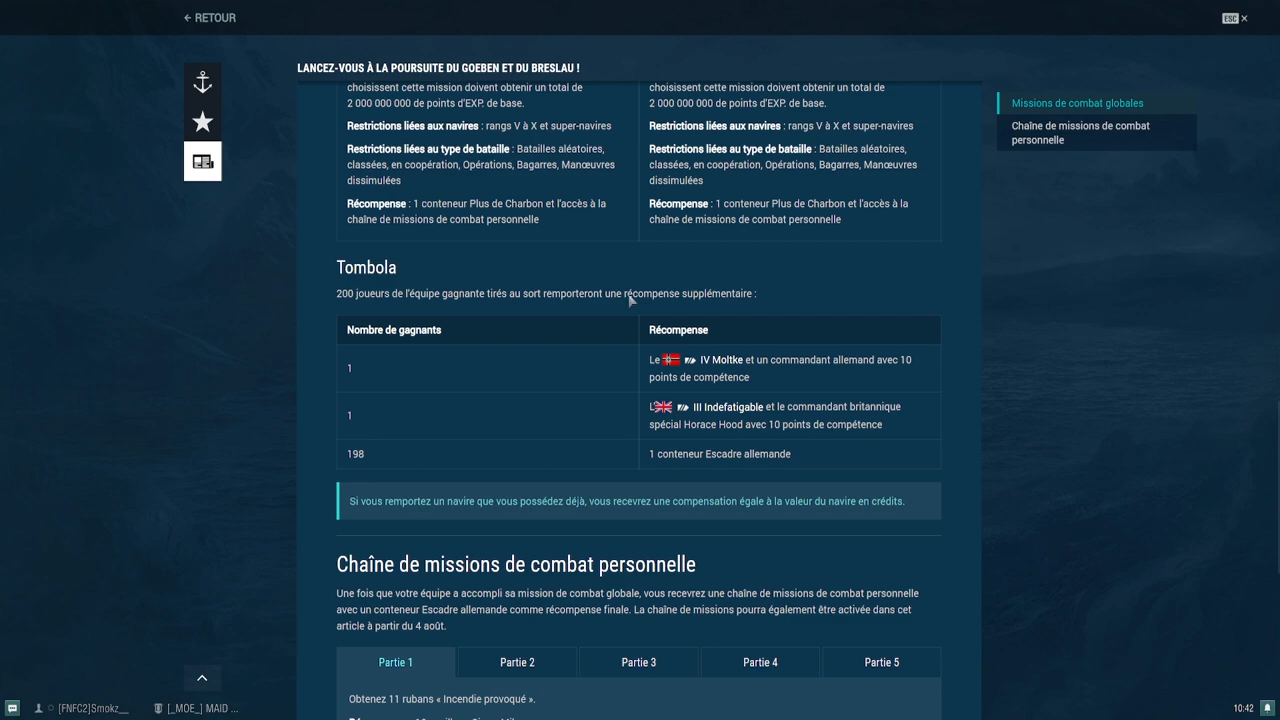 RETOUR
ESC ×
LANCEZ-VOUS À LA POURSUITE DU GOEBEN ET DU BRESLAU !
choisissent cette mission doivent obtenir un total de
2 000 000 000 de points d'EXP. de base.
Restrictions liées aux navires : rangs V à X et super-navires
Restrictions liées au type de bataille : Batailles aléatoires,
classées, en coopération, Opérations, Bagarres, Manœuvres
dissimulées
Récompense : 1 conteneur Plus de Charbon et l'accès à la
chaîne de missions de combat personnelle
choisissent cette mission doivent obtenir un total de
2 000 000 000 de points d'EXP. de base.
Restrictions liées aux navires : rangs V à X et super-navires
Restrictions liées au type de bataille : Batailles aléatoires,
classées, en coopération, Opérations, Bagarres, Manœuvres
dissimulées
Récompense : 1 conteneur Plus de Charbon et l'accès à la
chaîne de missions de combat personnelle
Missions de combat globales
Chaîne de missions de combat
personnelle
Tombola
200 joueurs de l'équipe gagnante tirés au sort remporteront une récompense supplémentaire :
Nombre de gagnants
Récompense
1
Le IV Moltke et un commandant allemand avec 10
points de compétence
1
L' III Indefatigable et le commandant britannique
spécial Horace Hood avec 10 points de compétence
198
1 conteneur Escadre allemande
Si vous remportez un navire que vous possédez déjà, vous recevrez une compensation égale à la valeur du navire en crédits.
Chaîne de missions de combat personnelle
Une fois que votre équipe a accompli sa mission de combat globale, vous recevrez une chaîne de missions de combat personnelle
avec un conteneur Escadre allemande comme récompense finale. La chaîne de missions pourra également être activée dans cet
article à partir du 4 août.
Partie 1
Partie 2
Partie 3
Partie 4
Partie 5
Obtenez 11 rubans « Incendie provoqué ».
[FNFC2]Smokz__
[_MOE_] MAID ...
10:42